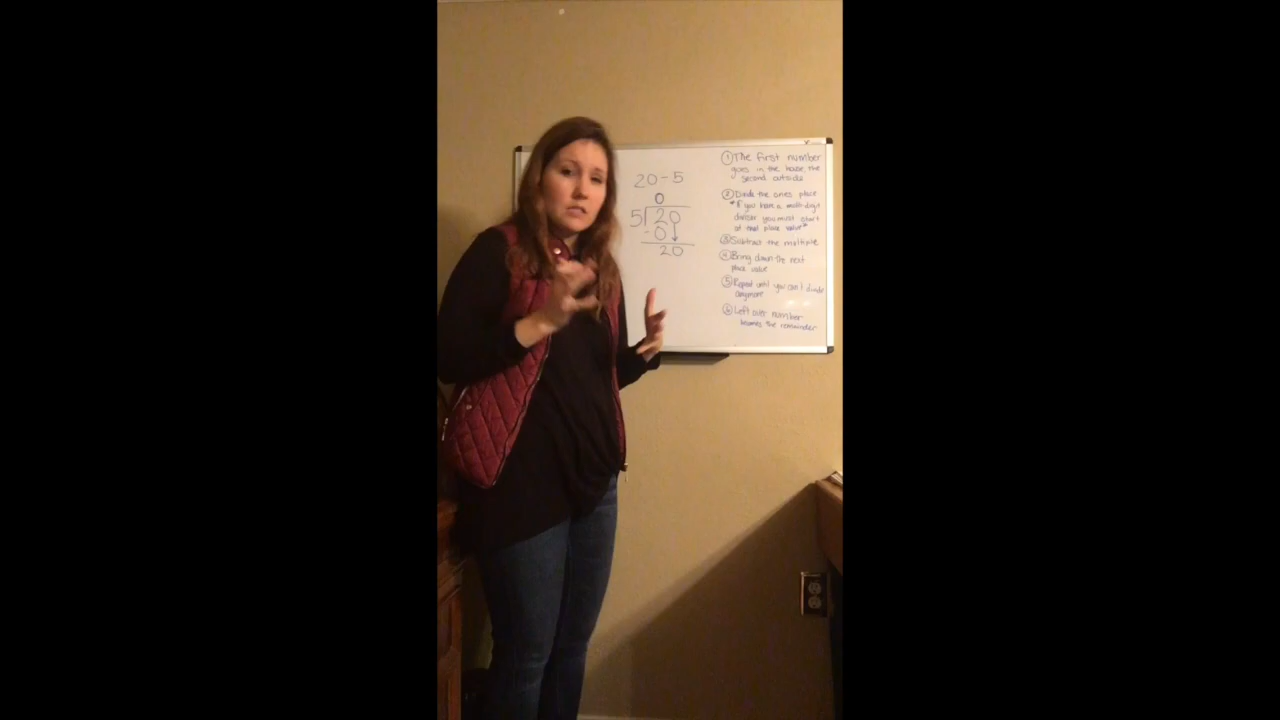 20-5
0
5 20
-0
20
① The first number
goes in the house, the
second outside
② Divide the ones place
*If you have a multi-digit
divisor you must start
at that place value*
③ Subtract the multiple
④ Bring down the next
place value
⑤ Repeat until you can't divide
anymore
⑥ Left over number
becomes the remainder